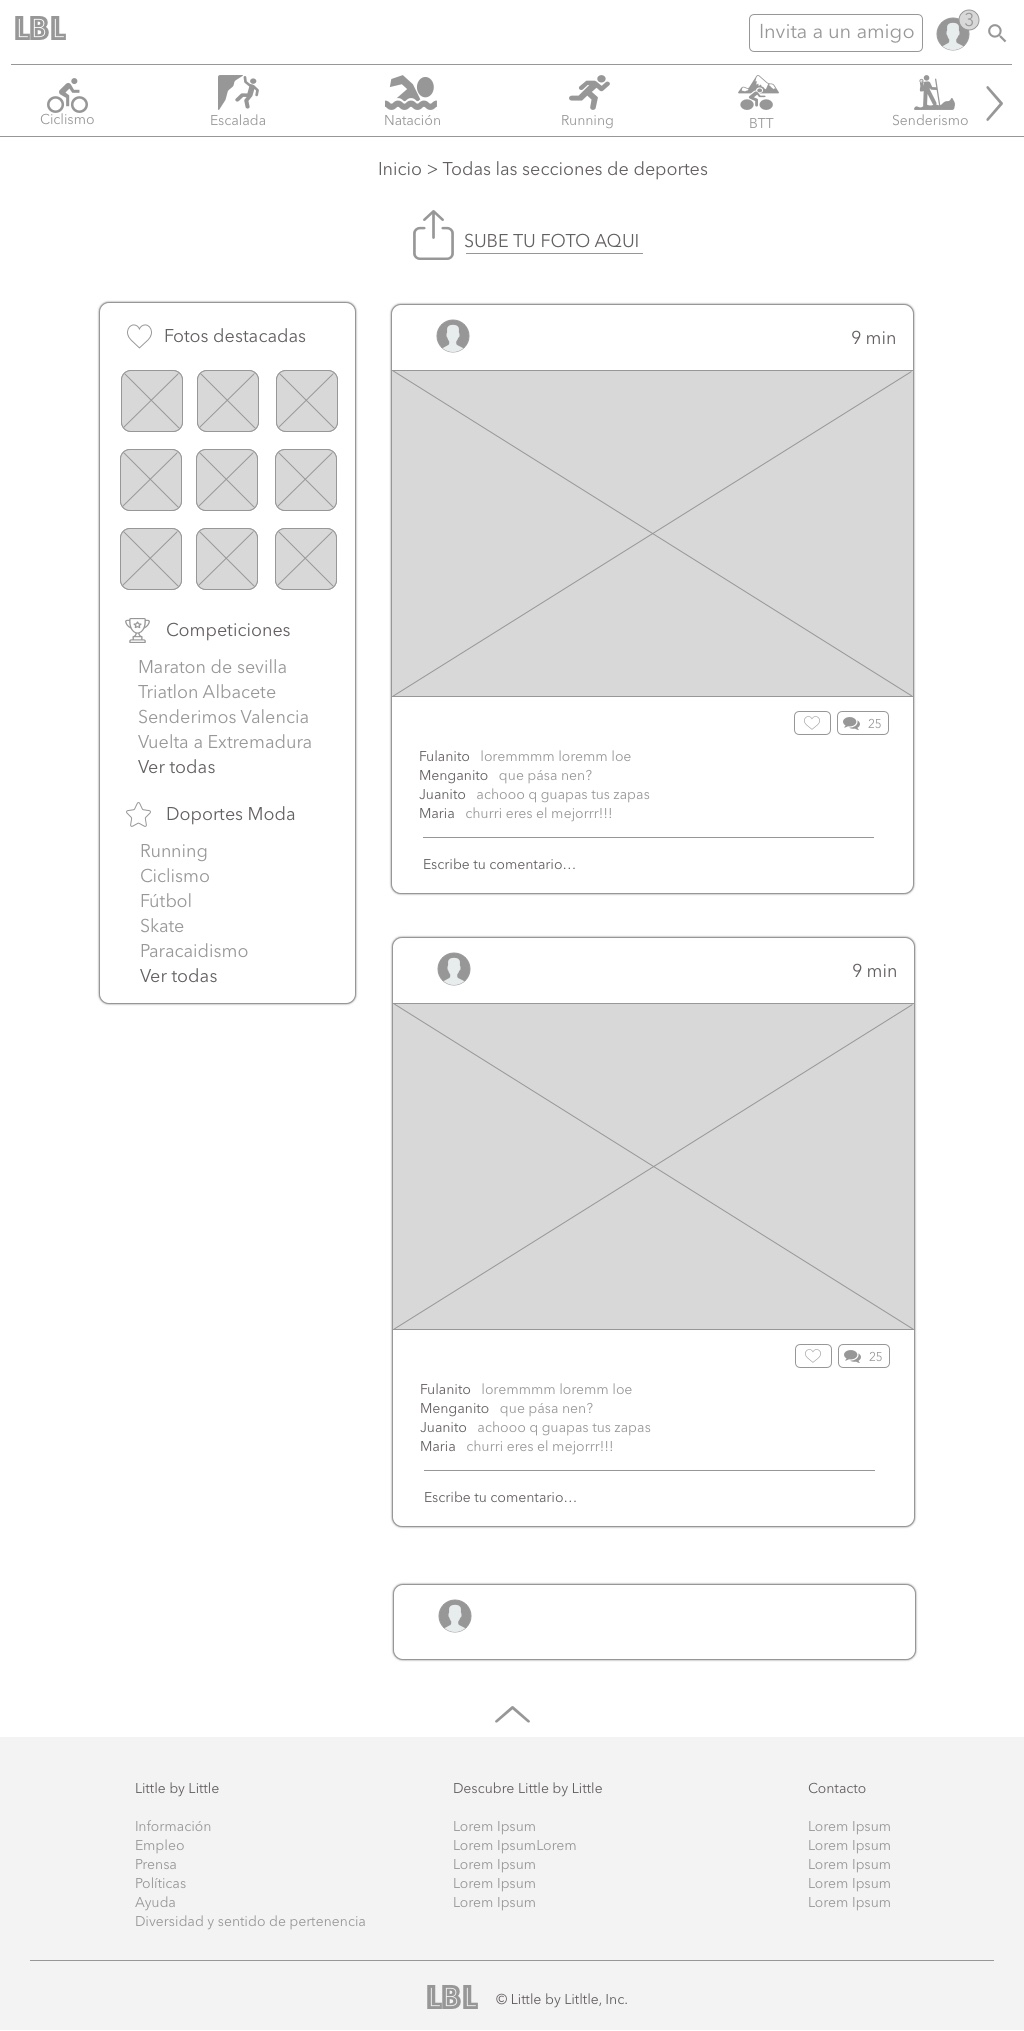 LBL
Invita a un amigo
3
Ciclismo
Escalada
Natación
Running
BTT
Senderismo
Inicio > Todas las secciones de deportes
SUBE TU FOTO AQUI
Fotos destacadas
Competiciones
Maraton de sevilla
Triatlon Albacete
Senderimos Valencia
Vuelta a Extremadura
Ver todas
Doportes Moda
Running
Ciclismo
Fútbol
Skate
Paracaidismo
Ver todas
9 min
25
Fulanito loremmmm loremm loe
Menganito que pása nen?
Juanito achooo q guapas tus zapas
Maria churri eres el mejorrr!!!
Escribe tu comentario...
9 min
25
Fulanito loremmmm loremm loe
Menganito que pása nen?
Juanito achooo q guapas tus zapas
Maria churri eres el mejorrr!!!
Escribe tu comentario...
Little by Little
Información
Empleo
Prensa
Políticas
Ayuda
Diversidad y sentido de pertenencia
Descubre Little by Little
Lorem Ipsum
Lorem IpsumLorem
Lorem Ipsum
Lorem Ipsum
Lorem Ipsum
Contacto
Lorem Ipsum
Lorem Ipsum
Lorem Ipsum
Lorem Ipsum
Lorem Ipsum
LBL
© Little by Litltle, Inc.